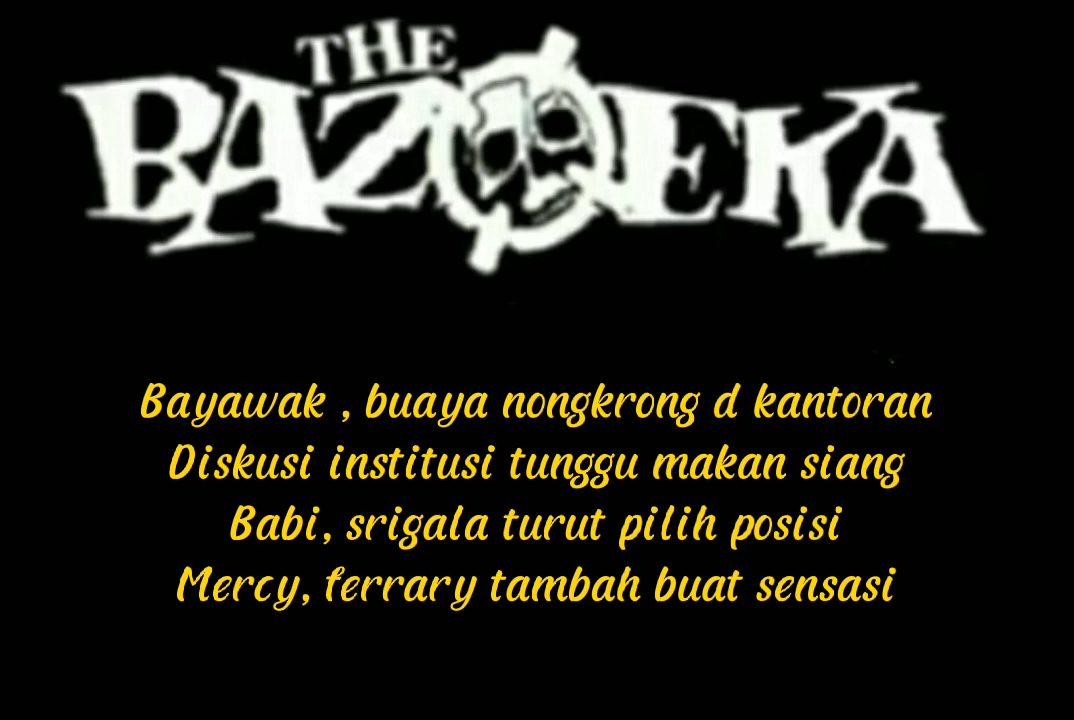 THE
BAZOEKA
Bayawak , buaya nongkrong d kantoran
Diskusi institusi tunggu makan siang
Babi, srigala turut pilih posisi
Mercy, ferrary tambah buat sensasi